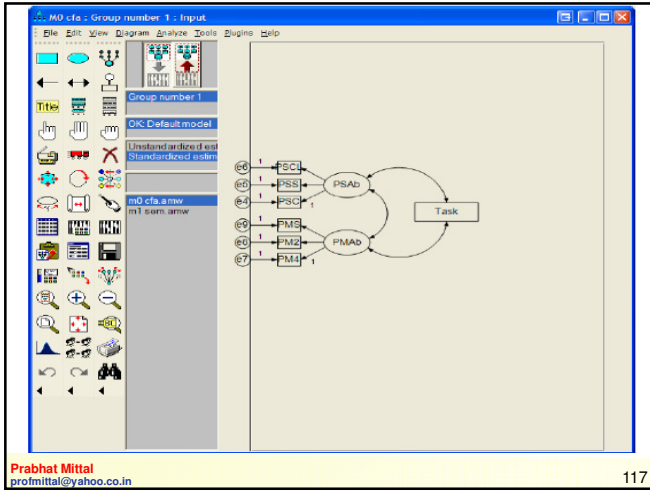 M0 cfa : Group number 1 : Input
File Edit View Diagram Analyze Tools Plugins Help
Title
Group number 1
OK: Default model
Unstandardized est
Standardized estim
m0 cfa.amw
m1 sem.amw
e6 1 PSCL
e5 1 PSS PSAb
e4 1 PSCI 1
Task
e9 1 PMS
e8 1 PM2 PMAb
e7 1 PM4 1
Prabhat Mittal
profmittal@yahoo.co.in
117